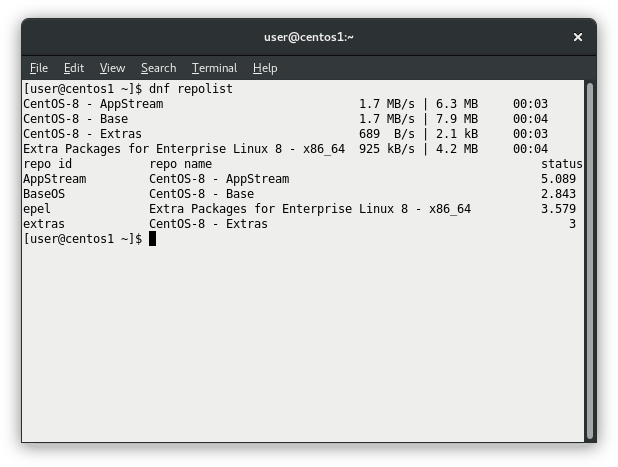 user@centos1:~ ×
File Edit View Search Terminal Help
[user@centos1 ~]$ dnf repolist
CentOS-8 - AppStream                            1.7 MB/s | 6.3 MB     00:03
CentOS-8 - Base                                 1.7 MB/s | 7.9 MB     00:04
CentOS-8 - Extras                               689  B/s | 2.1 kB     00:03
Extra Packages for Enterprise Linux 8 - x86_64  925 kB/s | 4.2 MB     00:04
repo id           repo name                                               status
AppStream         CentOS-8 - AppStream                                    5.089
BaseOS            CentOS-8 - Base                                         2.843
epel              Extra Packages for Enterprise Linux 8 - x86_64          3.579
extras            CentOS-8 - Extras                                           3
[user@centos1 ~]$